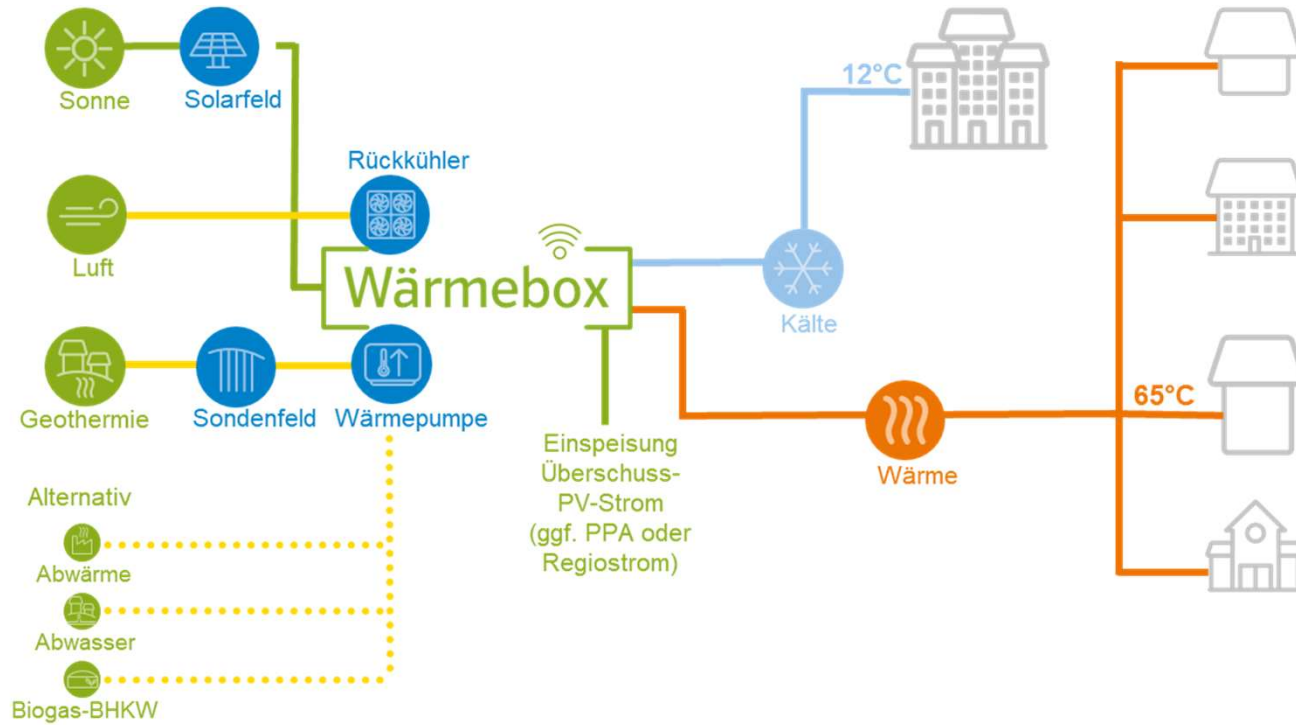 Sonne
Solarfeld
Rückkühler
Luft
Wärmebox
Geothermie
Sondenfeld
Wärmepumpe
Alternativ
Abwärme
Abwasser
Biogas-BHKW
Einspeisung
Überschuss-
PV-Strom
(ggf. PPA oder
Regiostrom)
12°C
Kälte
Wärme
65°C